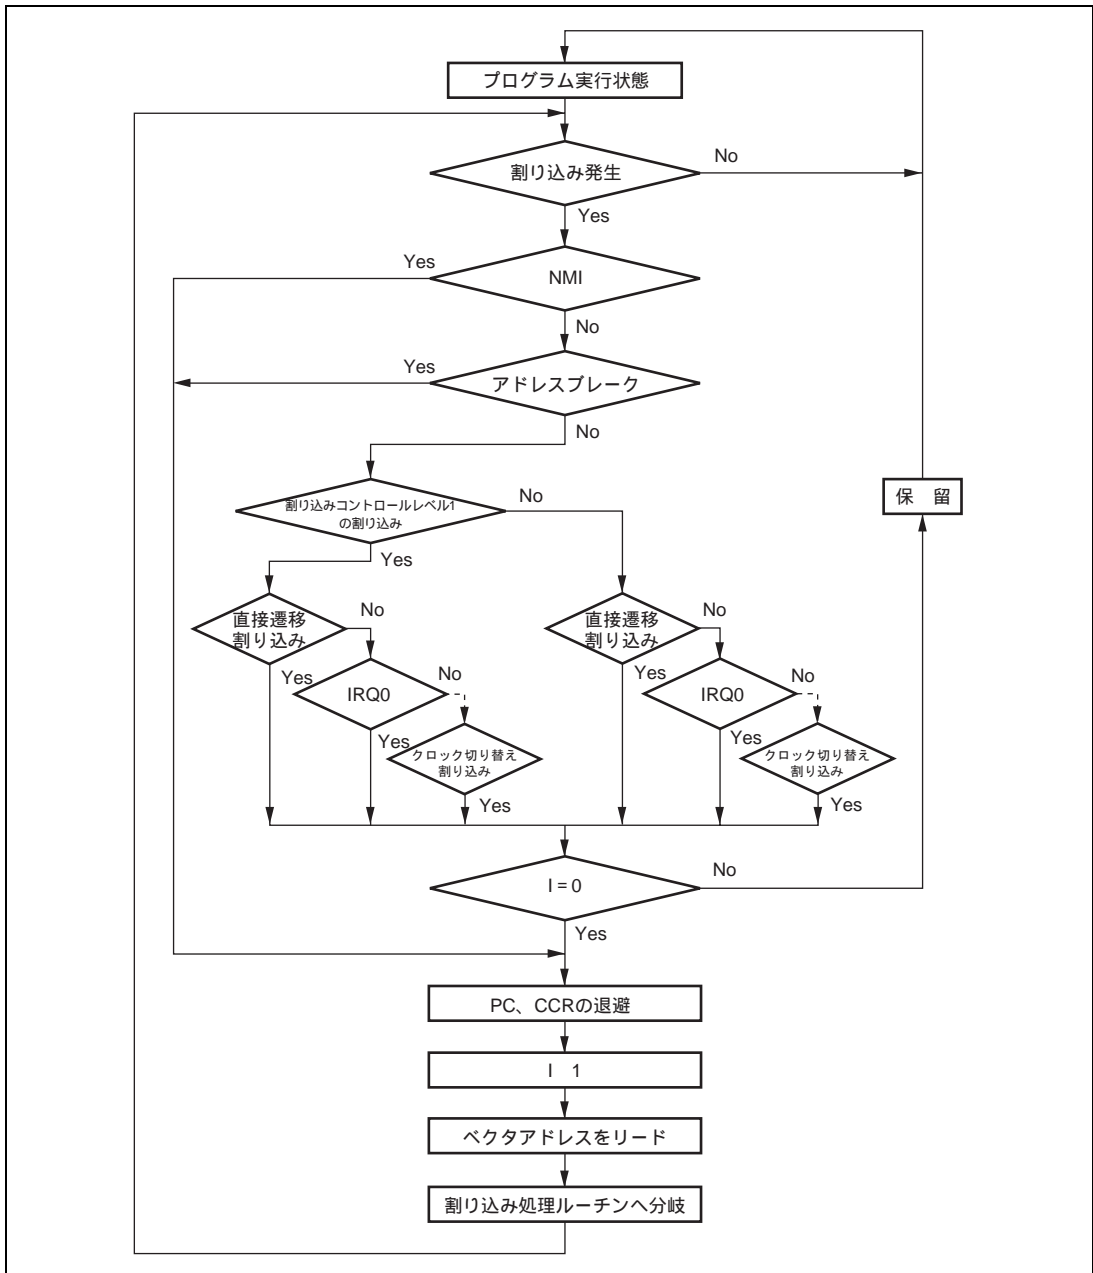 プログラム実行状態
割り込み発生
No
Yes
Yes
NMI
No
Yes
アドレスブレーク
No
割り込みコントロールレベル1
の割り込み
No
保 留
Yes
直接遷移
割り込み
No
直接遷移
割り込み
No
Yes
IRQ0
No
Yes
IRQ0
No
Yes
クロック切り替え
割り込み
Yes
クロック切り替え
割り込み
Yes
Yes
I = 0
No
Yes
PC、CCRの退避
I 1
ベクタアドレスをリード
割り込み処理ルーチンへ分岐